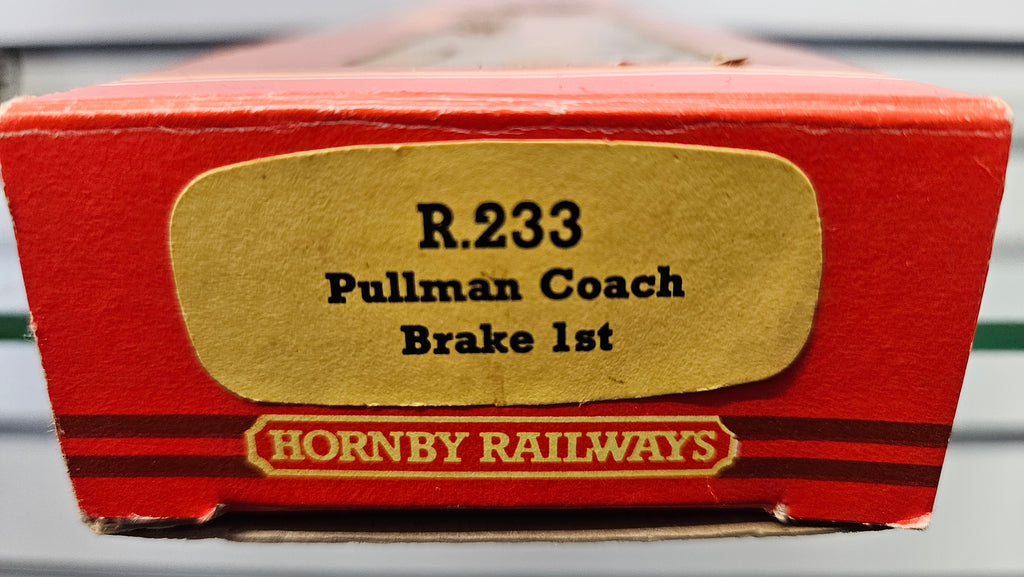 R.233
Pullman Coach
Brake 1st
HORNBY RAILWAYS